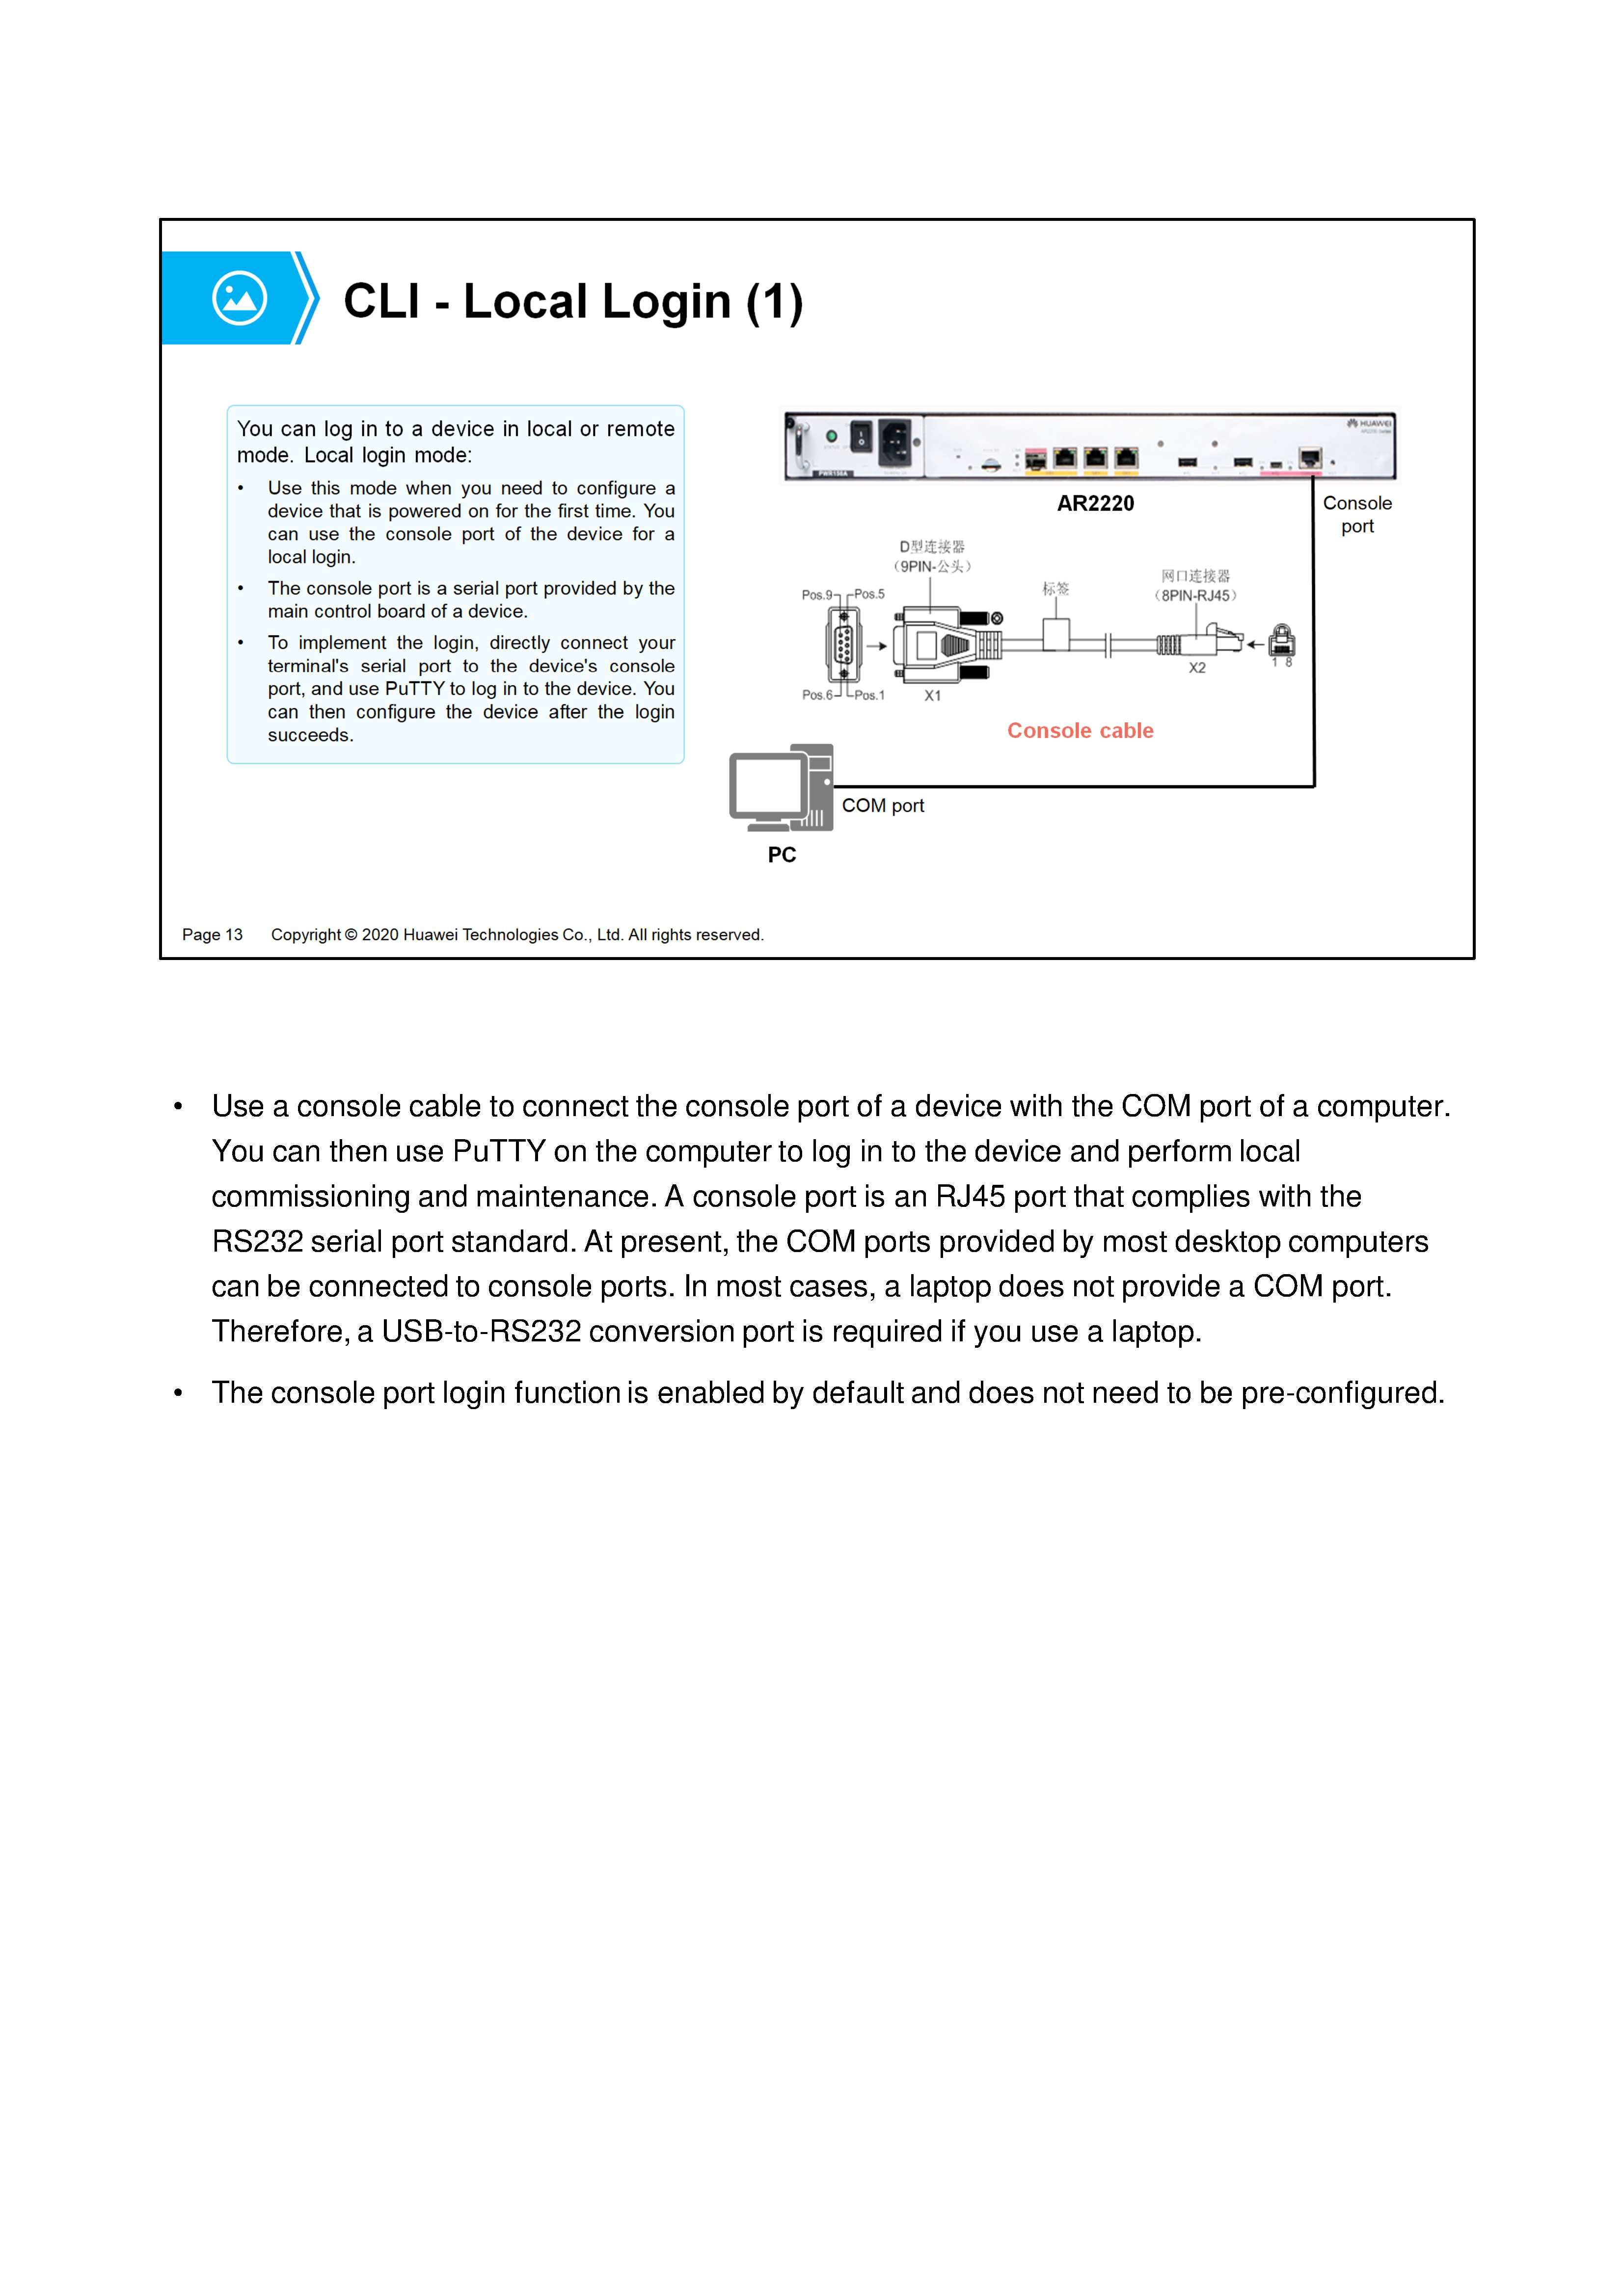 CLI - Local Login (1)
You can log in to a device in local or remote
mode. Local login mode:
• Use this mode when you need to configure a
device that is powered on for the first time. You
can use the console port of the device for a
local login.
• The console port is a serial port provided by the
main control board of a device.
• To implement the login, directly connect your
terminal's serial port to the device's console
port, and use PuTTY to log in to the device. You
can then configure the device after the login
succeeds.
HUAWEI
AR2220
Console
port
D型连接器
（9PIN-公头）
Pos.9
Pos.5
标签
网口连接器
（8PIN-RJ45）
1 8
X2
Pos.6
Pos.1
X1
Console cable
COM port
PC
Page 13 Copyright © 2020 Huawei Technologies Co., Ltd. All rights reserved.
• Use a console cable to connect the console port of a device with the COM port of a computer.
You can then use PuTTY on the computer to log in to the device and perform local
commissioning and maintenance. A console port is an RJ45 port that complies with the
RS232 serial port standard. At present, the COM ports provided by most desktop computers
can be connected to console ports. In most cases, a laptop does not provide a COM port.
Therefore, a USB-to-RS232 conversion port is required if you use a laptop.
• The console port login function is enabled by default and does not need to be pre-configured.